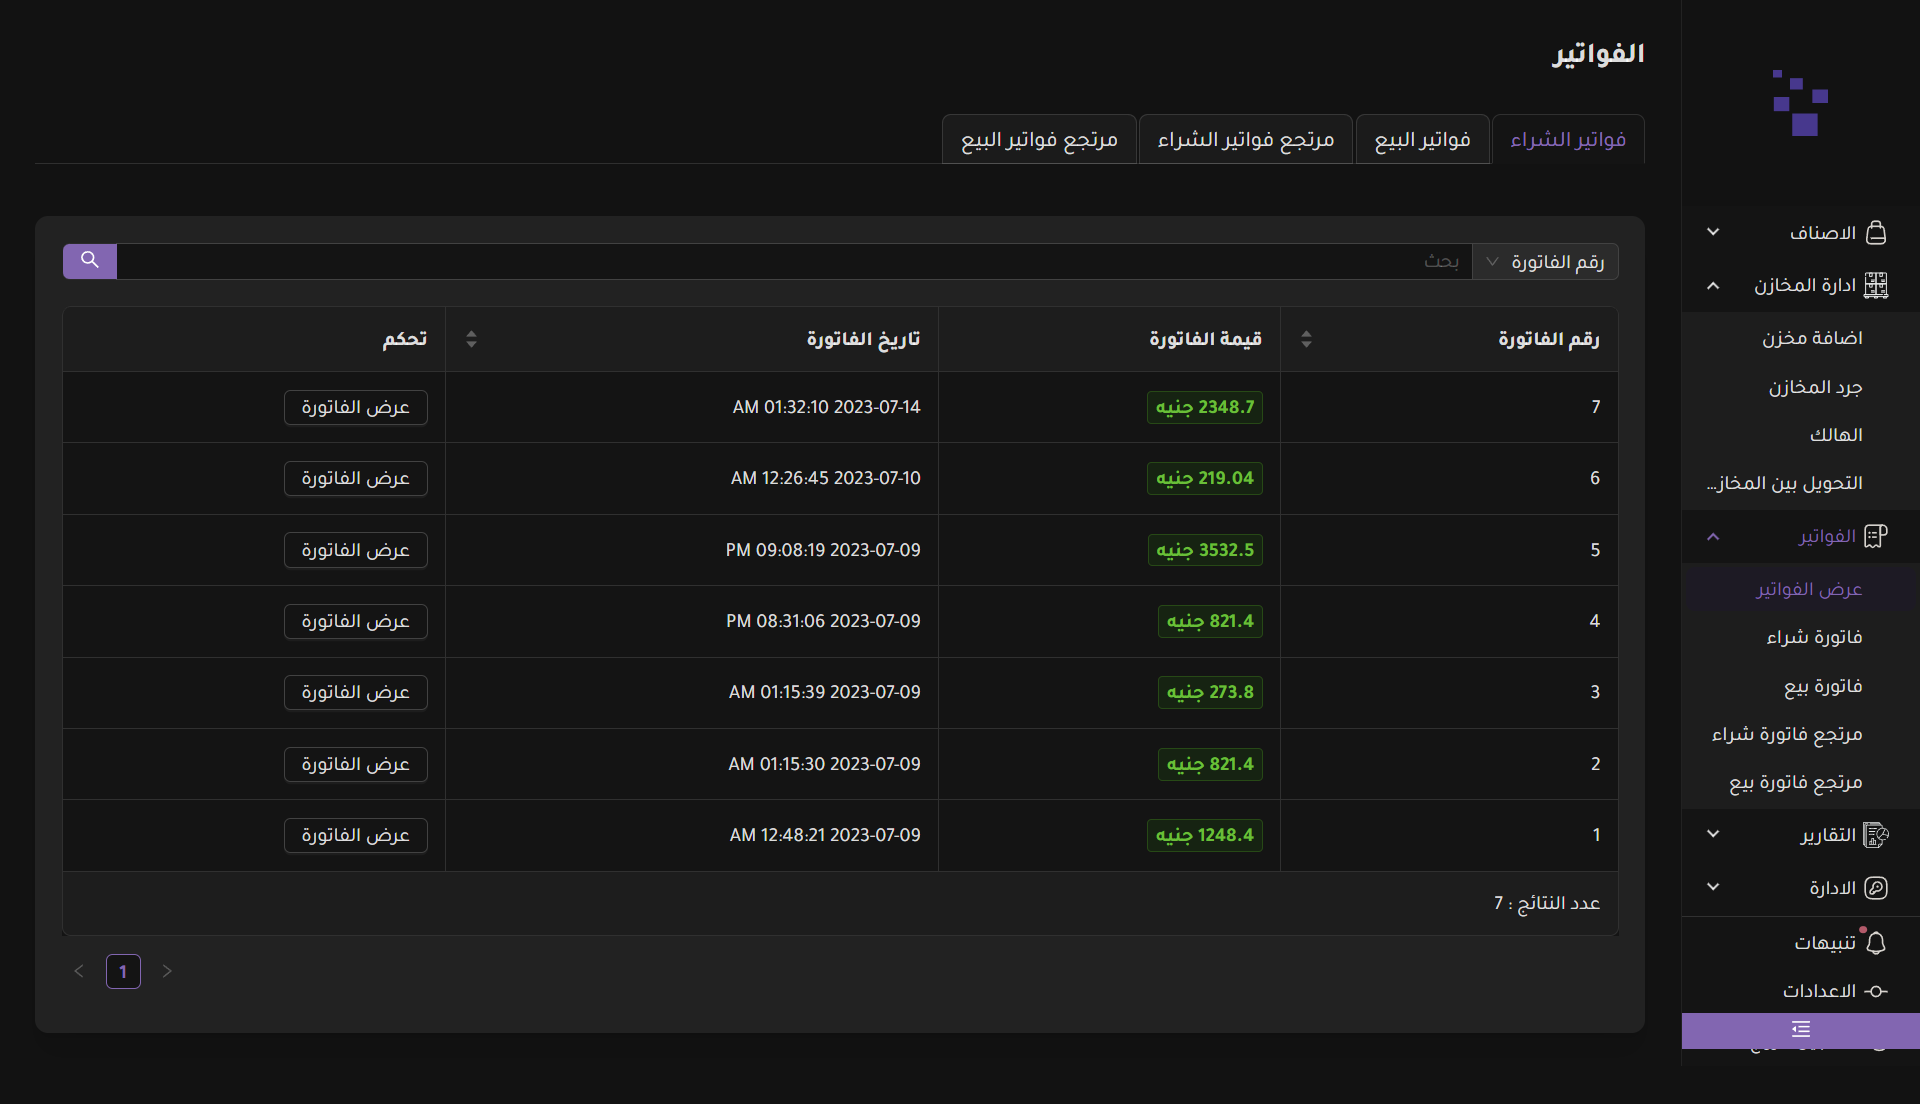 الفواتير
فواتير الشراء
فواتير البيع
مرتجع فواتير الشراء
مرتجع فواتير البيع
رقم الفاتورة
بحث
رقم الفاتورة
قيمة الفاتورة
تاريخ الفاتورة
تحكم
7
2348.7 جنيه
2023-07-14 01:32:10 AM
عرض الفاتورة
6
219.04 جنيه
2023-07-10 12:26:45 AM
عرض الفاتورة
5
3532.5 جنيه
2023-07-09 09:08:19 PM
عرض الفاتورة
4
821.4 جنيه
2023-07-09 08:31:06 PM
عرض الفاتورة
3
273.8 جنيه
2023-07-09 01:15:39 AM
عرض الفاتورة
2
821.4 جنيه
2023-07-09 01:15:30 AM
عرض الفاتورة
1
1248.4 جنيه
2023-07-09 12:48:21 AM
عرض الفاتورة
عدد النتائج : 7
1
الاصناف
ادارة المخازن
اضافة مخزن
جرد المخازن
الهالك
التحويل بين المخاز...
الفواتير
عرض الفواتير
فاتورة شراء
فاتورة بيع
مرتجع فاتورة شراء
مرتجع فاتورة بيع
التقارير
الادارة
تنبيهات
الاعدادات